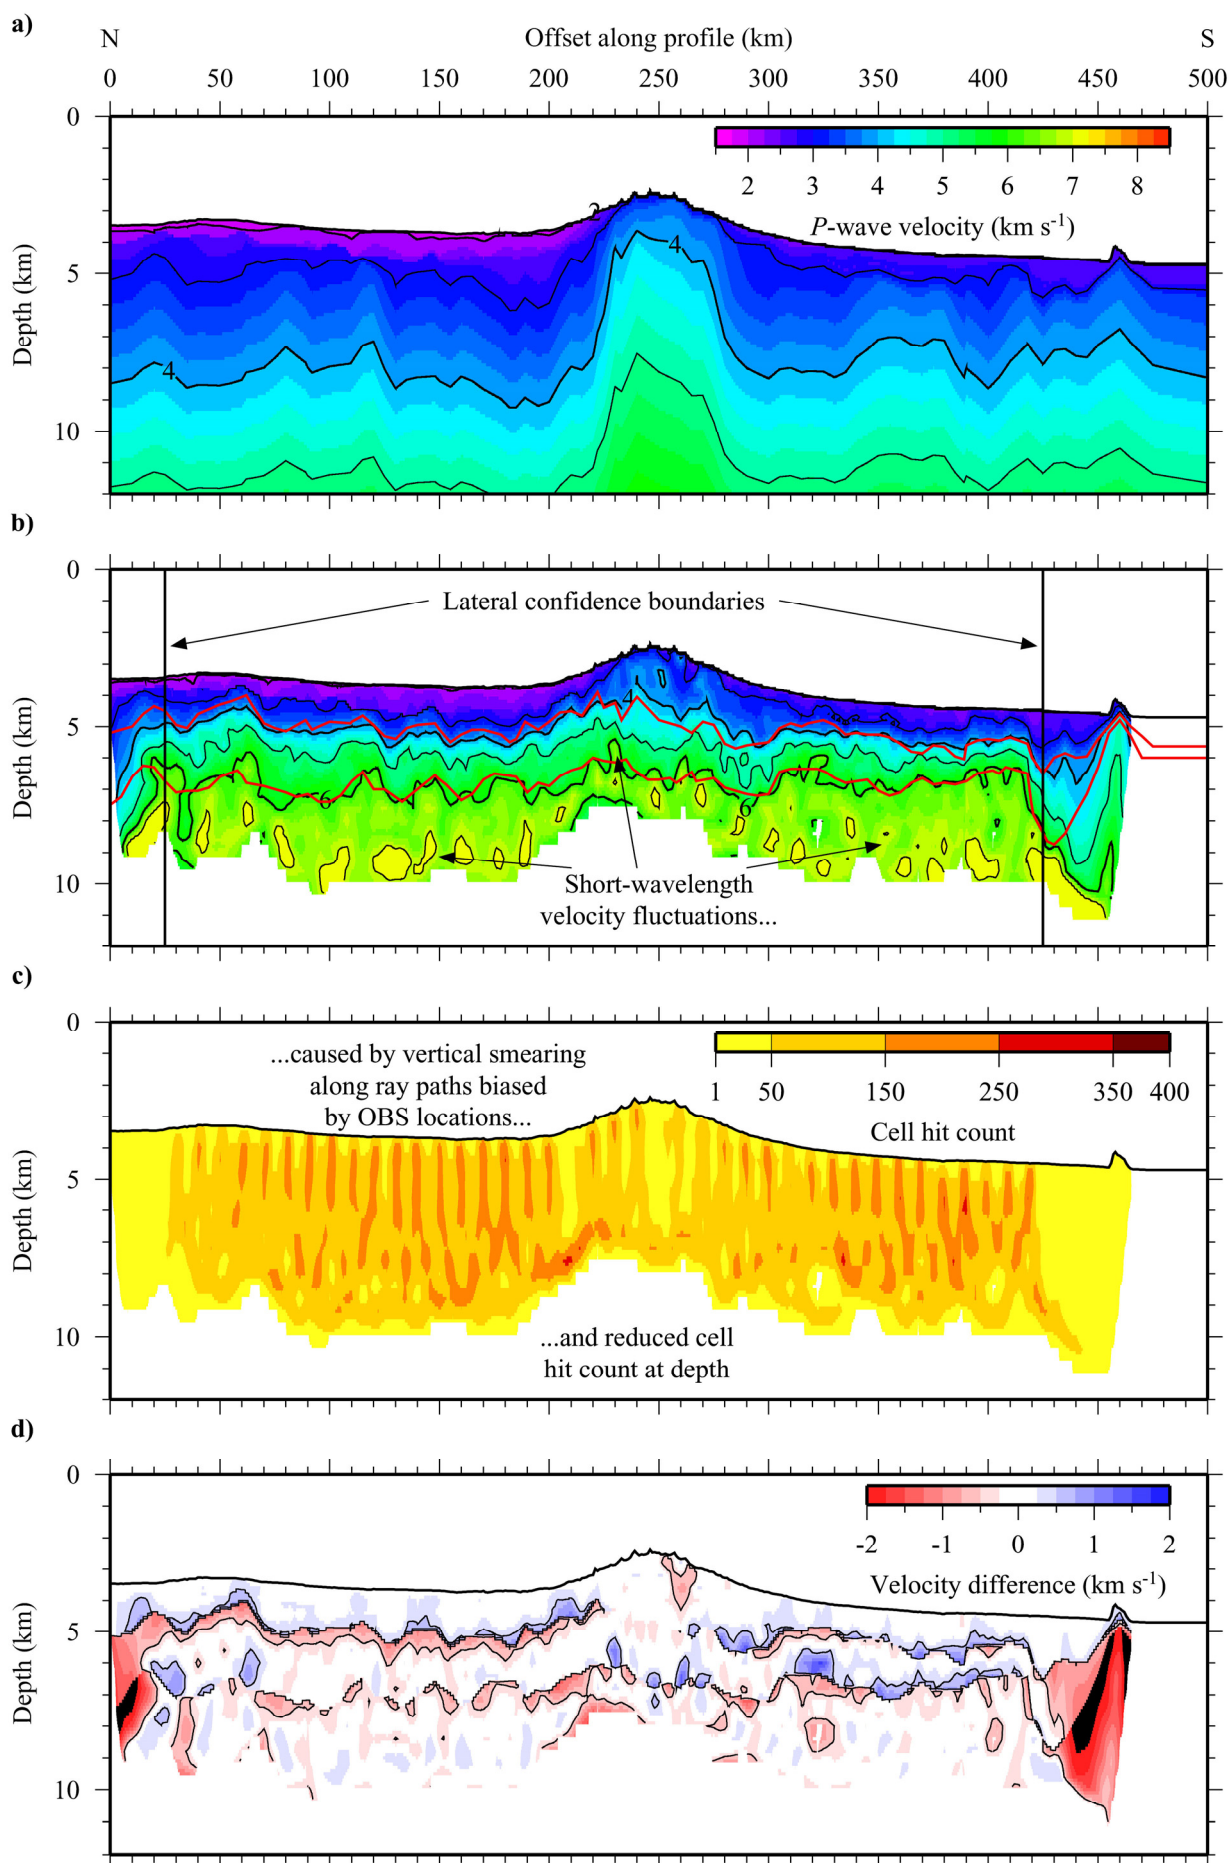 a)
N
Offset along profile (km)
S
0 50 100 150 200 250 300 350 400 450 500
0
5
10
Depth (km)
2 3 4 5 6 7 8
P-wave velocity (km s⁻¹)
2
4
4
b)
0
5
10
Depth (km)
Lateral confidence boundaries
4
6
6
Short-wavelength
velocity fluctuations...
c)
0
5
10
Depth (km)
...caused by vertical smearing
along ray paths biased
by OBS locations...
1 50 150 250 350 400
Cell hit count
...and reduced cell
hit count at depth
d)
0
5
10
Depth (km)
-2 -1 0 1 2
Velocity difference (km s⁻¹)